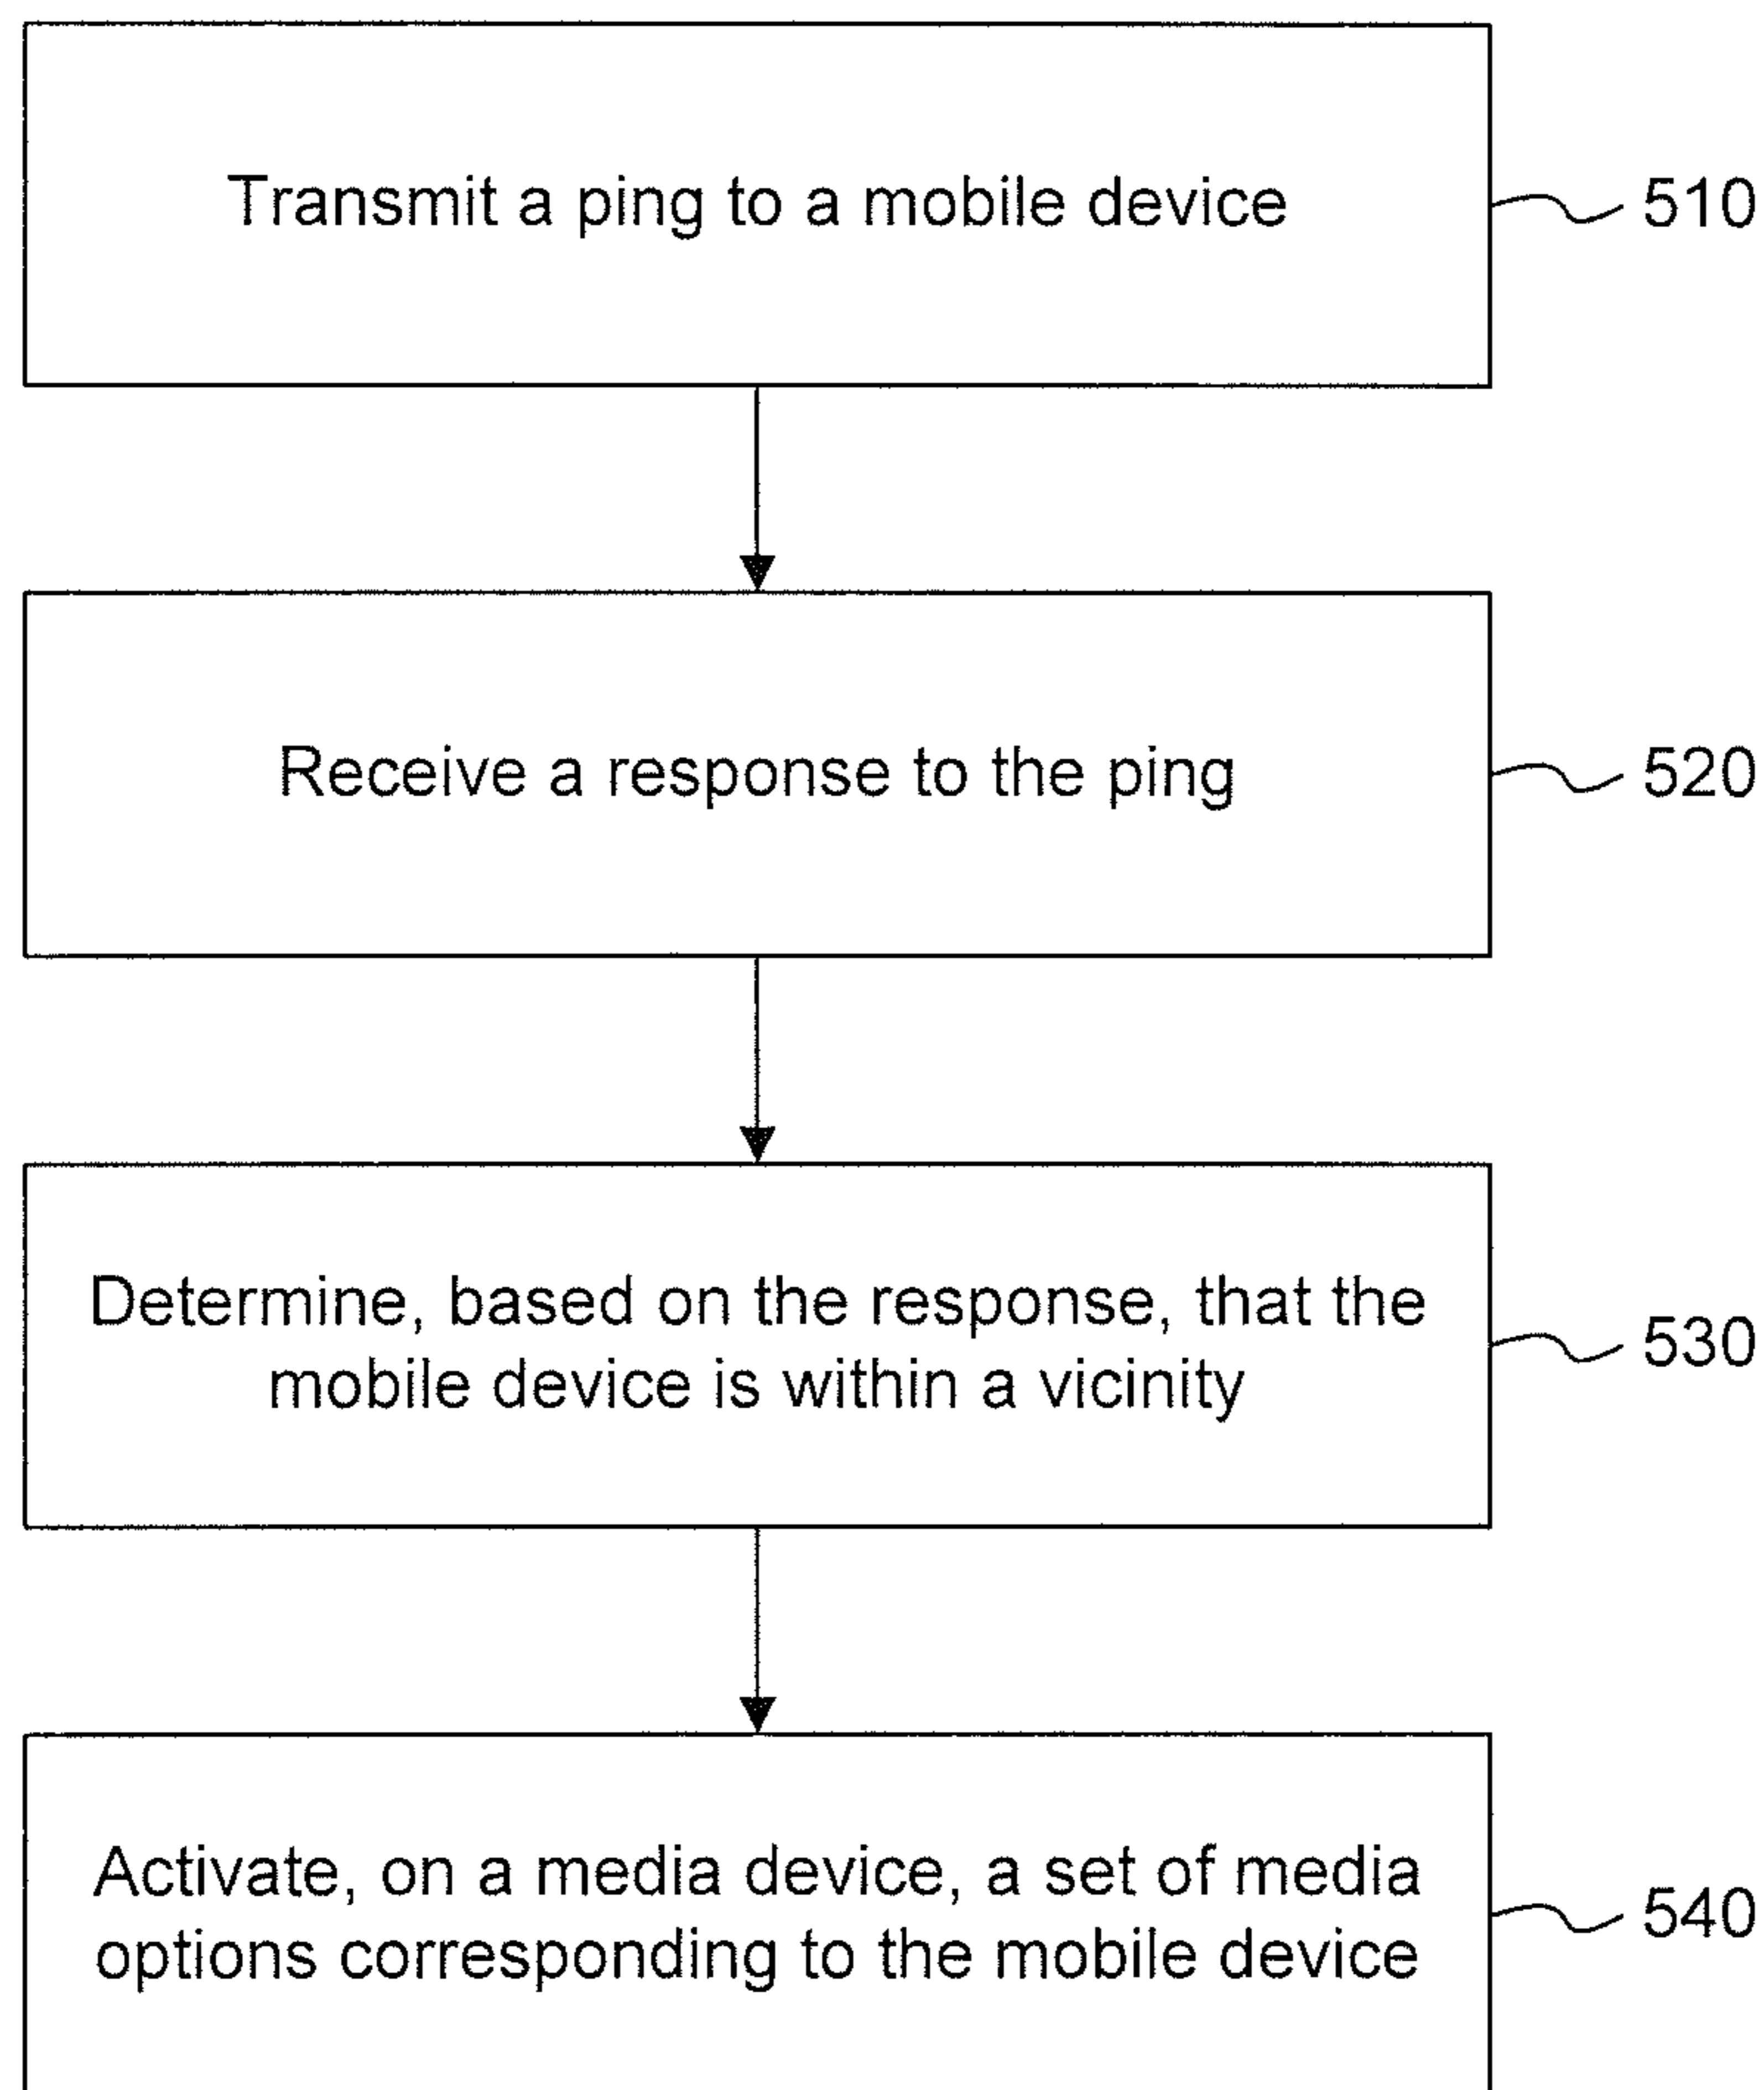 Transmit a ping to a mobile device
510
Receive a response to the ping
520
Determine, based on the response, that the
mobile device is within a vicinity
530
Activate, on a media device, a set of media
options corresponding to the mobile device
540